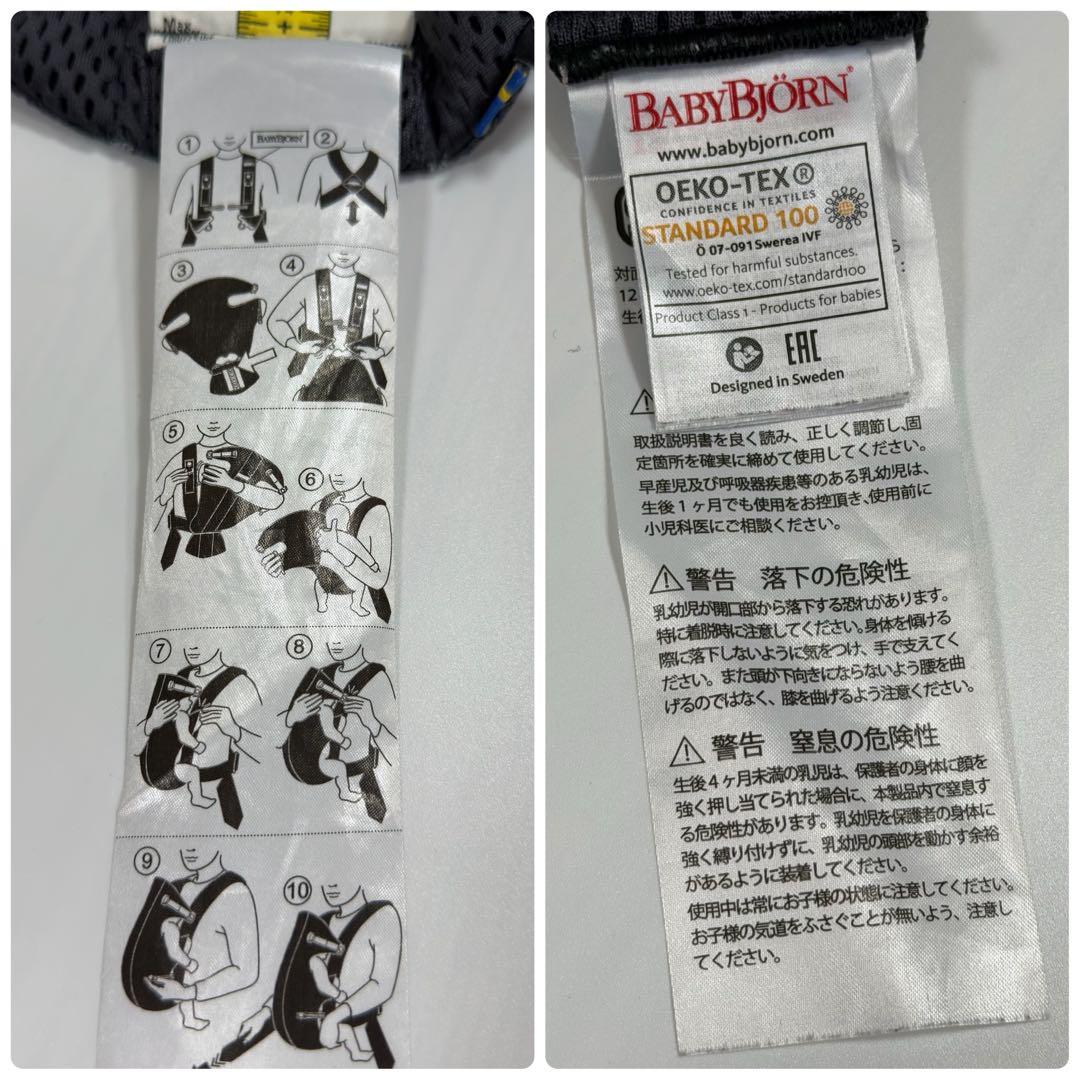 Max
①
BABYBJÖRN
②
③
④
⑤
⑥
⑦
⑧
⑨
⑩
BABYBJÖRN®
www.babybjorn.com
OEKO-TEX®
CONFIDENCE IN TEXTILES
STANDARD 100
Ö 07-091 Swerea IVF
Tested for harmful substances.
www.oeko-tex.com/standard100
Product Class 1 - Products for babies
EAC
Designed in Sweden
対面
ら
12
:
生後
取扱説明書を良く読み、正しく調節し、固
定箇所を確実に締めて使用してください。
早産児及び呼吸器疾患等のある乳幼児は、
生後1ヶ月でも使用をお控頂き、使用前に
小児科医にご相談ください。
⚠警告 落下の危険性
乳幼児が開口部から落下する恐れがあります。
特に着脱時に注意してください。身体を傾ける
際に落下しないように気をつけ、手で支えてく
ださい。また頭が下向きにならないよう腰を曲
げるのではなく、膝を曲げるよう注意ください。
⚠警告 窒息の危険性
生後4ヶ月未満の乳児は、保護者の身体に顔を
強く押し当てられた場合に、本製品内で窒息す
る危険性があります。乳幼児を保護者の身体に
強く縛り付けずに、乳幼児の頭部を動かす余裕
があるように装着してください。
使用中は常にお子様の状態に注意してください。
お子様の気道をふさぐことが無いよう、注意し
てください。